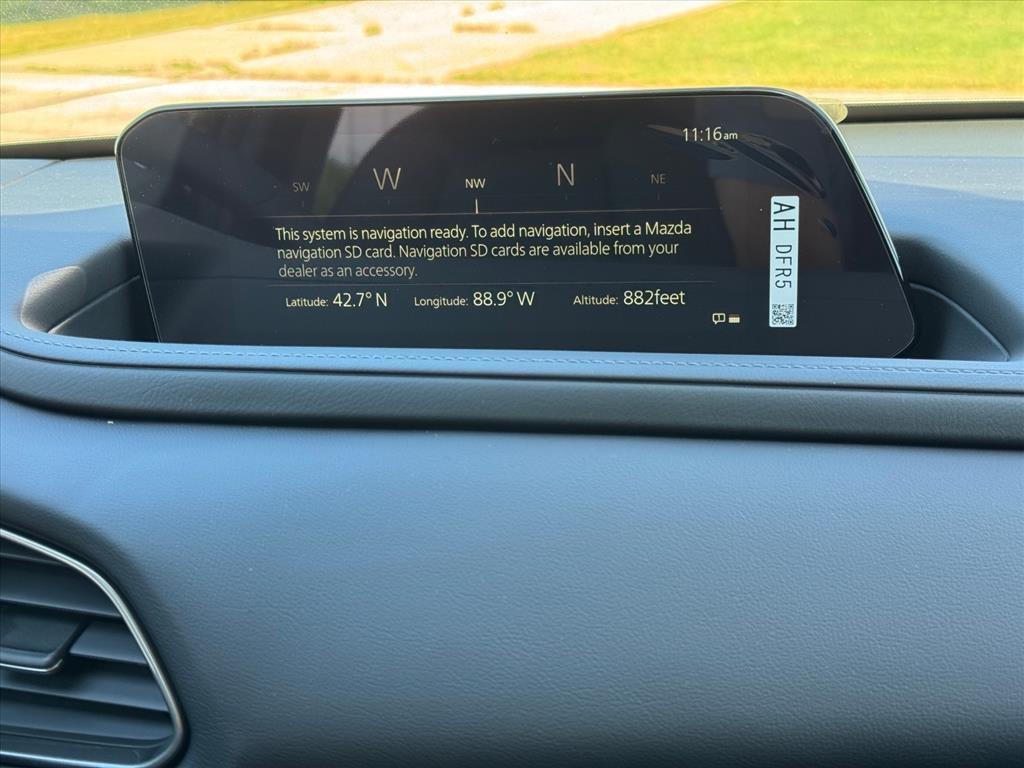 11:16am
SW W NW N NE
This system is navigation ready. To add navigation, insert a Mazda
navigation SD card. Navigation SD cards are available from your
dealer as an accessory.
Latitude: 42.7° N Longitude: 88.9° W Altitude: 882feet
AH DFR5